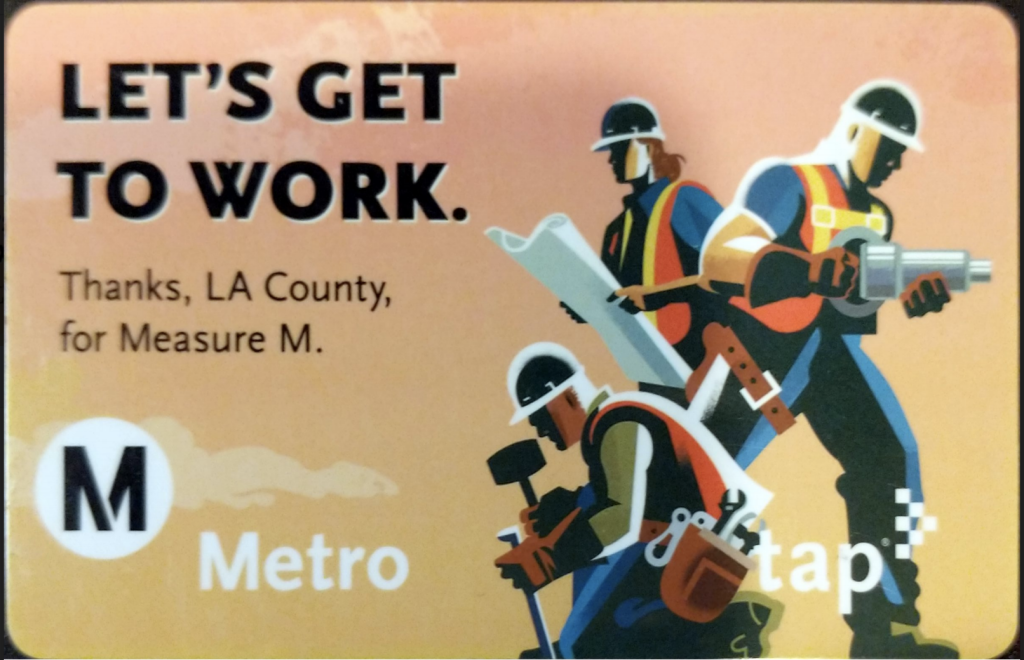 LET'S GET
TO WORK.
Thanks, LA County,
for Measure M.
M
Metro
tap®